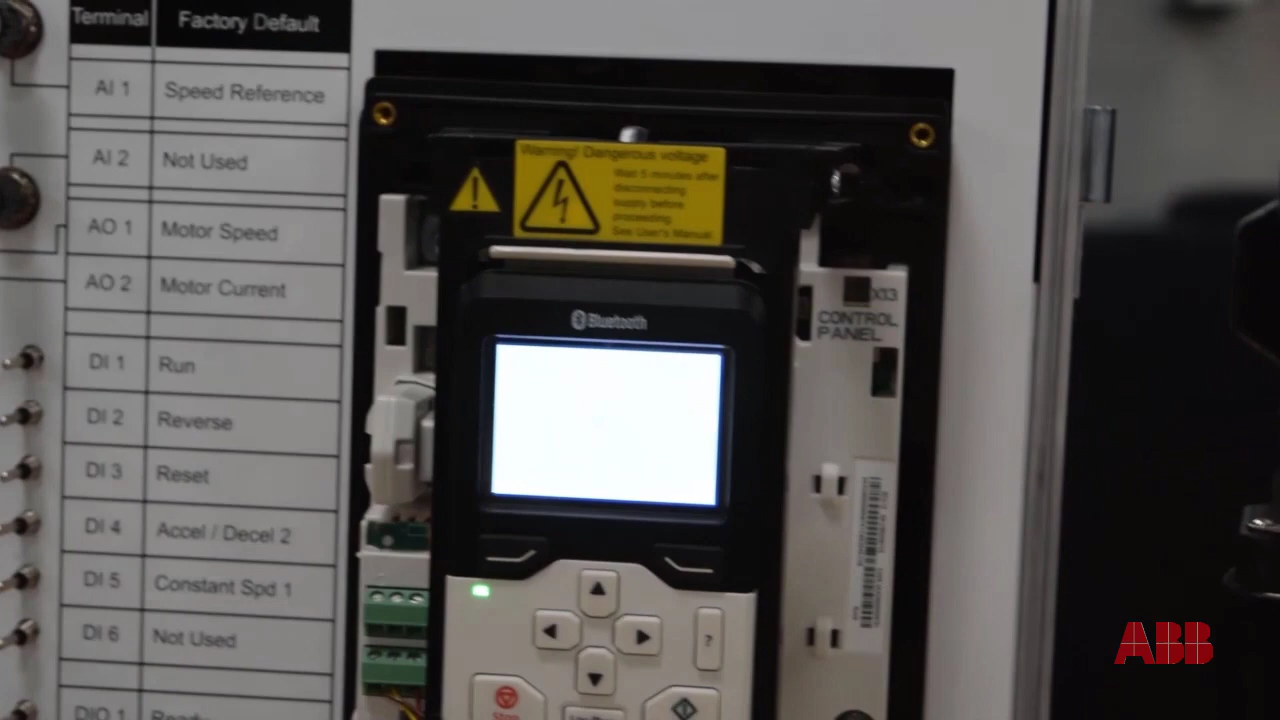 Terminal Factory Default
AI 1 Speed Reference
AI 2 Not Used
AO 1 Motor Speed
AO 2 Motor Current
DI 1 Run
DI 2 Reverse
DI 3 Reset
DI 4 Accel / Decel 2
DI 5 Constant Spd 1
DI 6 Not Used
DIO 1
Warning! Dangerous voltage
Wait 5 minutes after
disconnecting
supply before
proceeding.
See User's Manual
Bluetooth
X13
CONTROL
PANEL
?
Stop
ABB